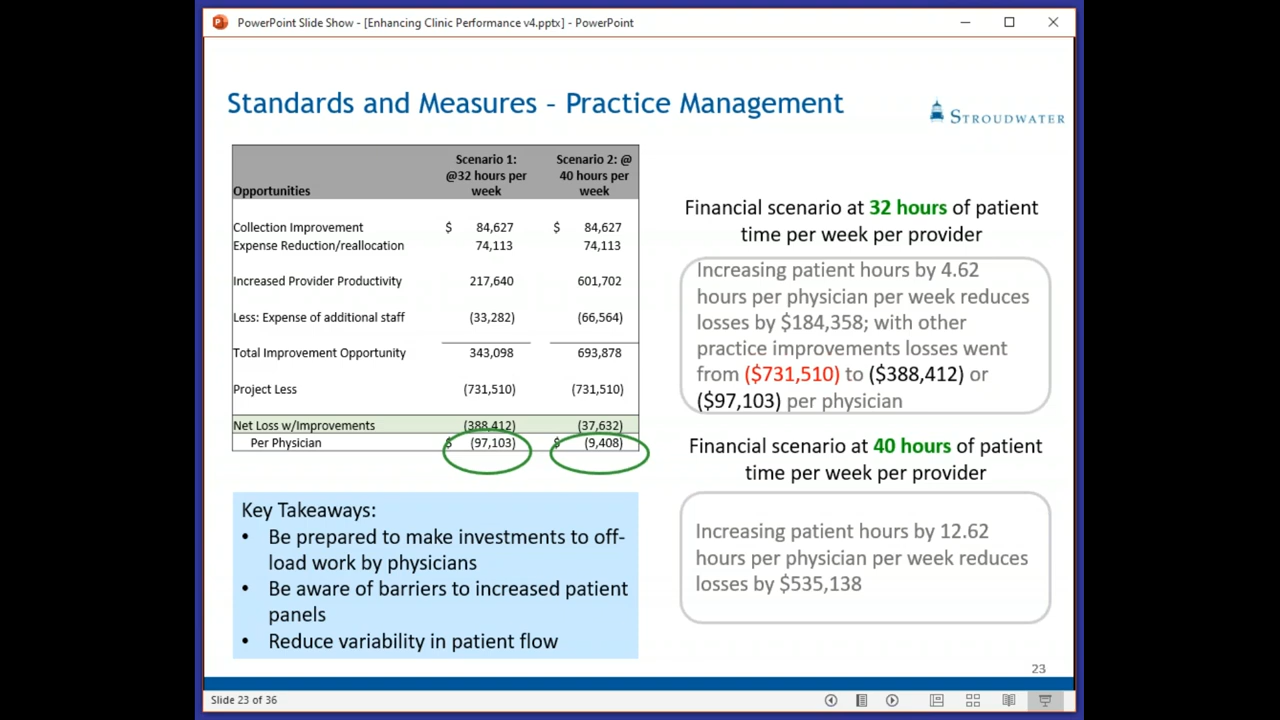 PowerPoint Slide Show - [Enhancing Clinic Performance v4.pptx] - PowerPoint
Standards and Measures – Practice Management
STROUDWATER
Opportunities Scenario 1: @32 hours per week Scenario 2: @ 40 hours per week
Collection Improvement $ 84,627 $ 84,627
Expense Reduction/reallocation 74,113 74,113
Increased Provider Productivity 217,640 601,702
Less: Expense of additional staff (33,282) (66,564)
Total Improvement Opportunity 343,098 693,878
Project Less (731,510) (731,510)
Net Loss w/Improvements (388,412) (37,632)
Per Physician $ (97,103) $ (9,408)
Key Takeaways:
• Be prepared to make investments to off-
load work by physicians
• Be aware of barriers to increased patient
panels
• Reduce variability in patient flow
Financial scenario at 32 hours of patient
time per week per provider
Increasing patient hours by 4.62
hours per physician per week reduces
losses by $184,358; with other
practice improvements losses went
from ($731,510) to ($388,412) or
($97,103) per physician
Financial scenario at 40 hours of patient
time per week per provider
Increasing patient hours by 12.62
hours per physician per week reduces
losses by $535,138
23
Slide 23 of 36